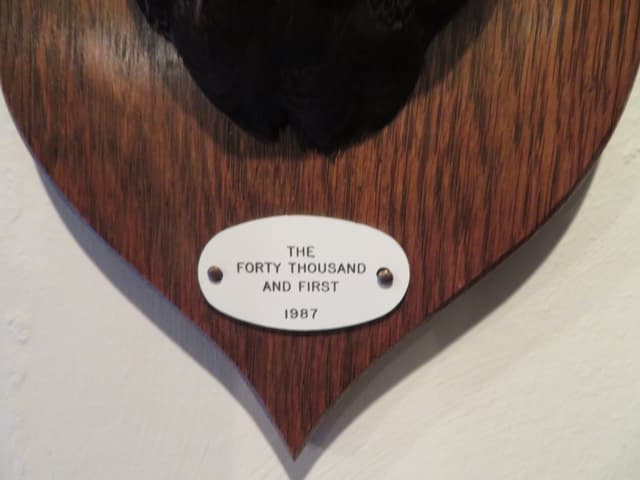 THE
FORTY THOUSAND
AND FIRST
1987